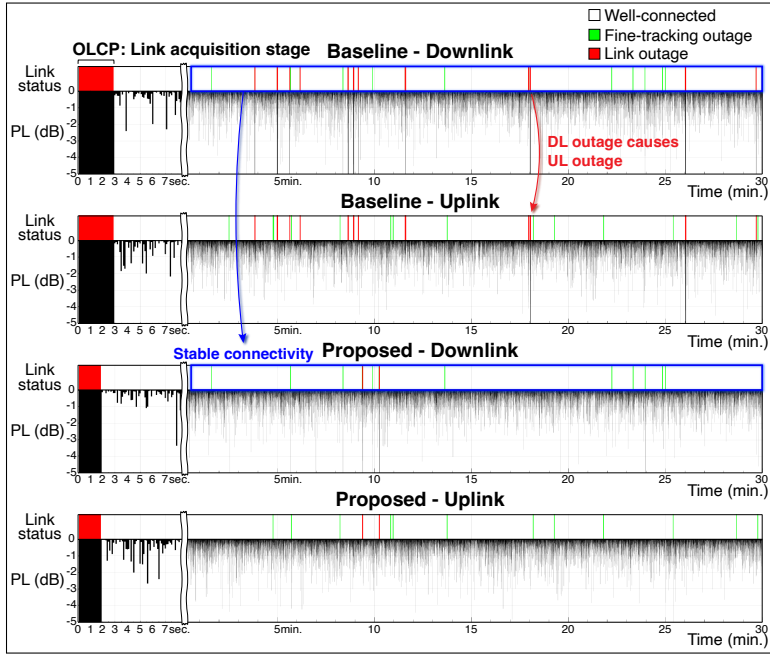 Well-connected
Fine-tracking outage
Link outage
OLCP: Link acquisition stage
Baseline - Downlink
Link
status
PL (dB)
0
-1
-2
-3
-4
-5
0 1 2 3 4 5 6 7 sec.
5min. 10 15 20 25 30
Time (min.)
DL outage causes
UL outage
Baseline - Uplink
Link
status
PL (dB)
0
-1
-2
-3
-4
-5
0 1 2 3 4 5 6 7 sec.
5min. 10 15 20 25 30
Time (min.)
Stable connectivity
Proposed - Downlink
Link
status
PL (dB)
0
-1
-2
-3
-4
-5
0 1 2 3 4 5 6 7sec.
5min. 10 15 20 25 30
Time (min.)
Proposed - Uplink
Link
status
PL (dB)
0
-1
-2
-3
-4
-5
0 1 2 3 4 5 6 7sec.
5min. 10 15 20 25 30
Time (min.)